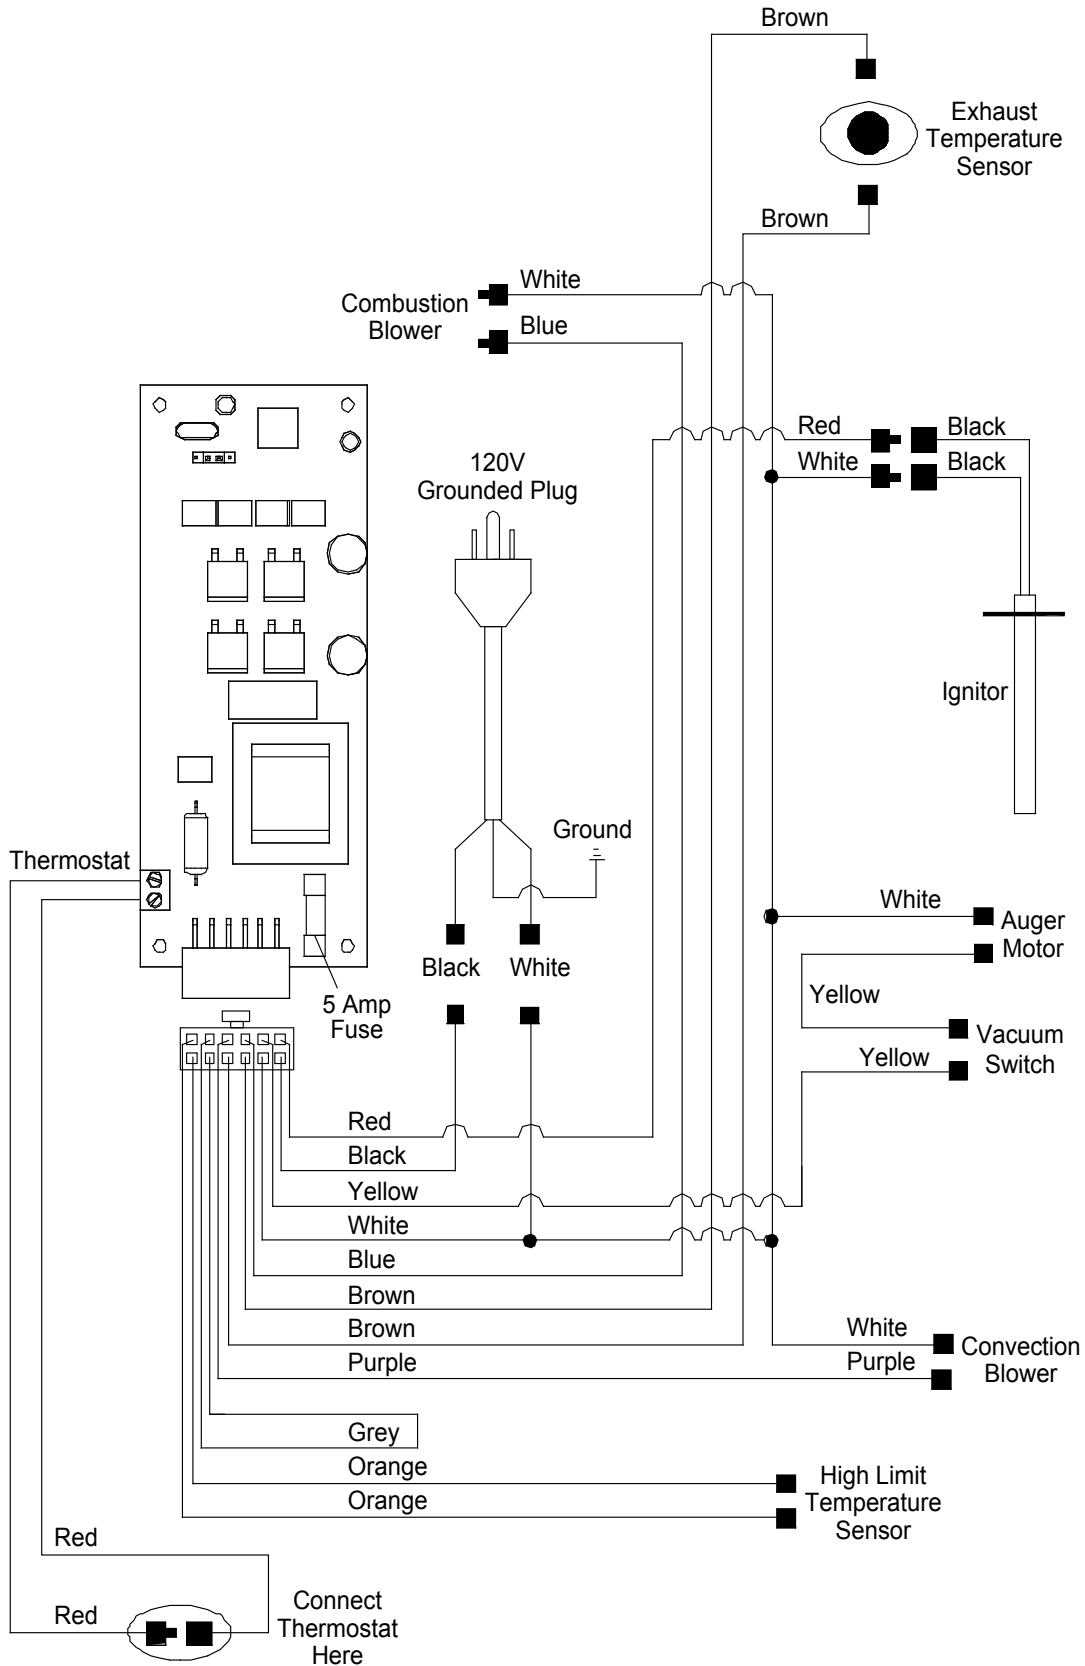 Brown
Exhaust
Temperature
Sensor
Brown
White
Combustion
Blower
Blue
Red
Black
White
Black
120V
Grounded Plug
Ignitor
Ground
Thermostat
White
Auger
Motor
Black
White
Yellow
5 Amp
Fuse
Vacuum
Switch
Yellow
Red
Black
Yellow
White
Blue
Brown
Brown
White
Convection
Blower
Purple
Purple
Grey
Orange
High Limit
Temperature
Sensor
Orange
Red
Red
Connect
Thermostat
Here